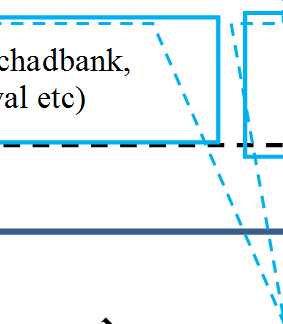 chadbank,
val etc)